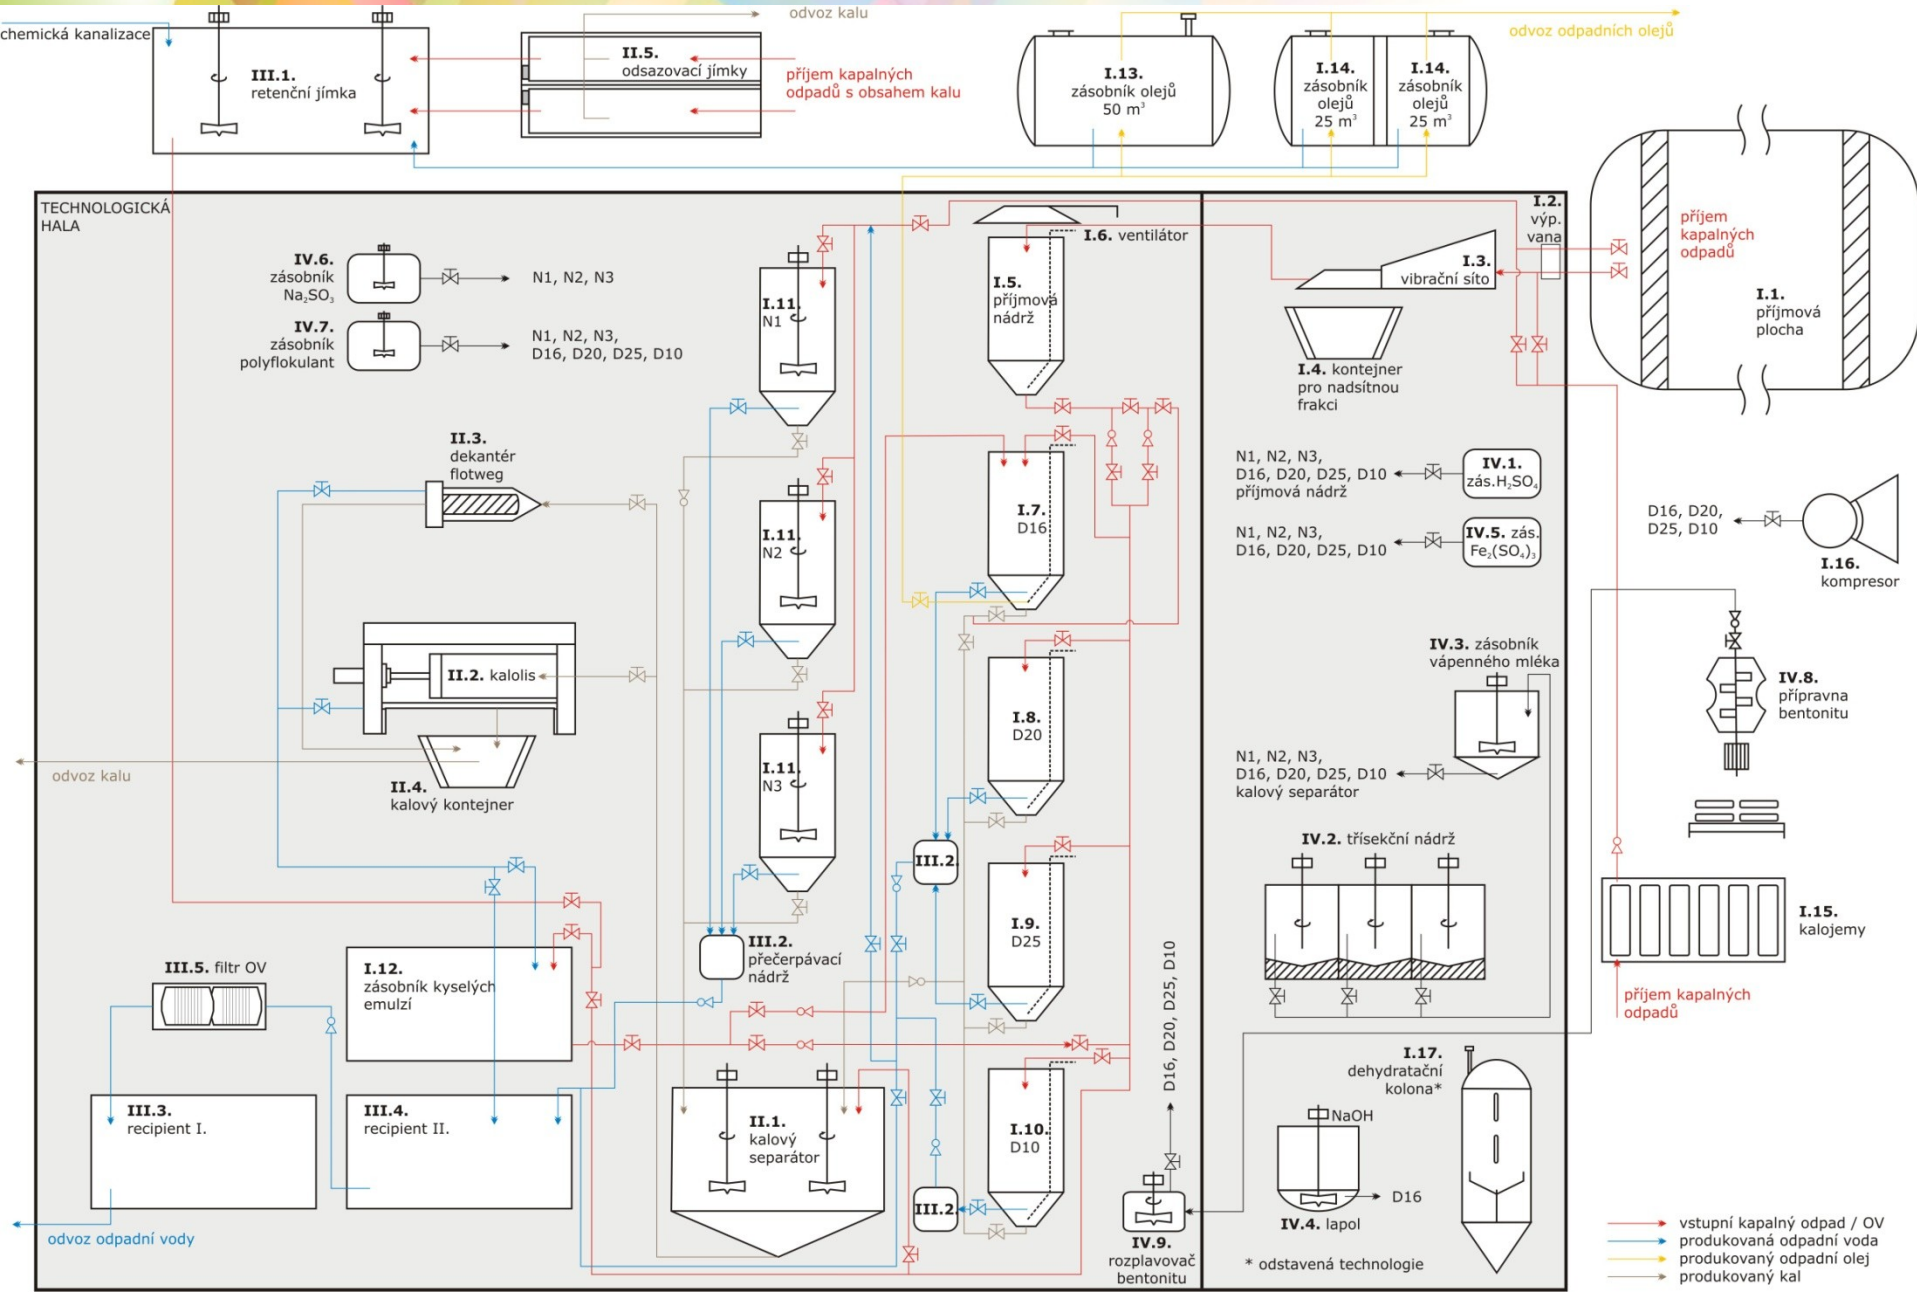 odvoz kalu
odvoz odpadních olejů
chemická kanalizace
III.1.
retenční jímka
II.5.
odsazovací jímky
příjem kapalných
odpadů s obsahem kalu
I.13.
zásobník olejů
50 m³
I.14.
zásobník
olejů
25 m³
I.14.
zásobník
olejů
25 m³
TECHNOLOGICKÁ
HALA
I.2.
výp.
vana
příjem
kapalných
odpadů
I.1.
příjmová
plocha
I.6. ventilátor
I.3.
vibrační síto
I.4. kontejner
pro nadsítnou
frakci
I.5.
příjmová
nádrž
IV.6.
zásobník
Na₂SO₃
N1, N2, N3
IV.7.
zásobník
polyflokulant
N1, N2, N3,
D16, D20, D25, D10
I.11.
N1
II.3.
dekantér
flotweg
I.11.
N2
I.7.
D16
N1, N2, N3,
D16, D20, D25, D10
příjmová nádrž
IV.1.
zás.H₂SO₄
N1, N2, N3,
D16, D20, D25, D10
IV.5. zás.
Fe₂(SO₄)₃
D16, D20,
D25, D10
I.16.
kompresor
II.2. kalolis
II.4.
kalový kontejner
odvoz kalu
I.11.
N3
I.8.
D20
IV.3. zásobník
vápenného mléka
N1, N2, N3,
D16, D20, D25, D10
kalový separátor
IV.8.
přípravna
bentonitu
IV.2. třísekční nádrž
III.2.
I.9.
D25
I.15.
kalojemy
příjem kapalných
odpadů
III.5. filtr OV
I.12.
zásobník kyselých
emulzí
III.2.
přečerpávací
nádrž
D16, D20, D25, D10
III.3.
recipient I.
III.4.
recipient II.
II.1.
kalový
separátor
I.10.
D10
III.2.
IV.9.
rozplavovač
bentonitu
I.17.
dehydratační
kolona*
NaOH
D16
IV.4. lapol
* odstavená technologie
odvoz odpadní vody
vstupní kapalný odpad / OV
produkovaná odpadní voda
produkovaný odpadní olej
produkovaný kal